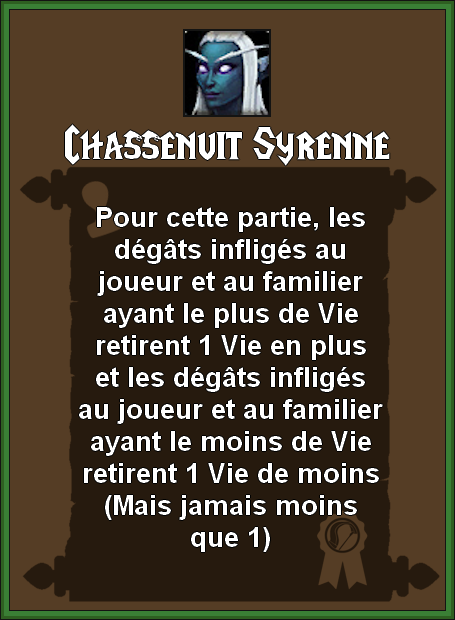 Chassenuit Syrenne
Pour cette partie, les
dégâts infligés au
joueur et au familier
ayant le plus de Vie
retirent 1 Vie en plus
et les dégâts infligés
au joueur et au familier
ayant le moins de Vie
retirent 1 Vie de moins
(Mais jamais moins
que 1)